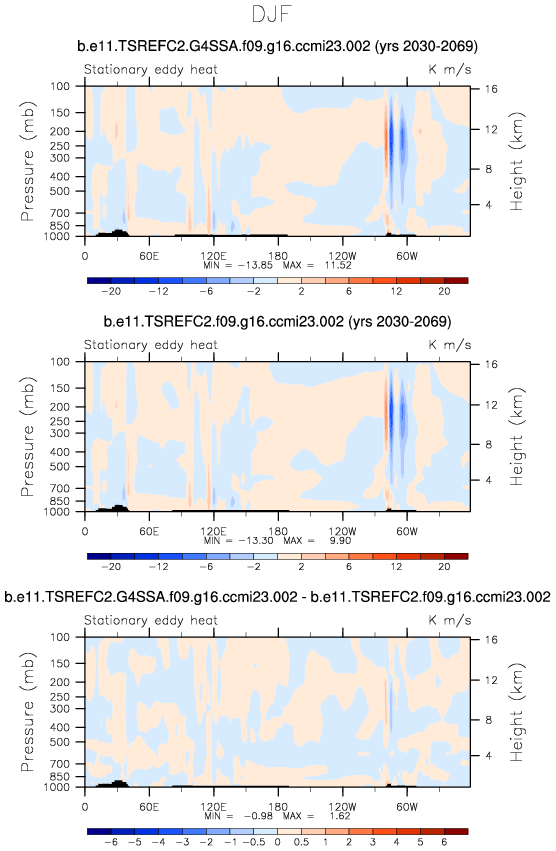 DJF
b.e11.TSREFC2.G4SSA.f09.g16.ccmi23.002 (yrs 2030-2069)
Stationary eddy heat K m/s
Pressure (mb)
100
150
200
250
300
400
500
700
850
1000
16
12
8
4
Height (km)
0 60E 120E 180 120W 60W
MIN = -13.85 MAX = 11.52
-20 -12 -6 -2 2 6 12 20
b.e11.TSREFC2.f09.g16.ccmi23.002 (yrs 2030-2069)
Stationary eddy heat K m/s
Pressure (mb)
100
150
200
250
300
400
500
700
850
1000
16
12
8
4
Height (km)
0 60E 120E 180 120W 60W
MIN = -13.30 MAX = 9.90
-20 -12 -6 -2 2 6 12 20
b.e11.TSREFC2.G4SSA.f09.g16.ccmi23.002 - b.e11.TSREFC2.f09.g16.ccmi23.002
Stationary eddy heat K m/s
Pressure (mb)
100
150
200
250
300
400
500
700
850
1000
16
12
8
4
Height (km)
0 60E 120E 180 120W 60W
MIN = -0.98 MAX = 1.62
-6 -5 -4 -3 -2 -1 -0.5 0 0.5 1 2 3 4 5 6